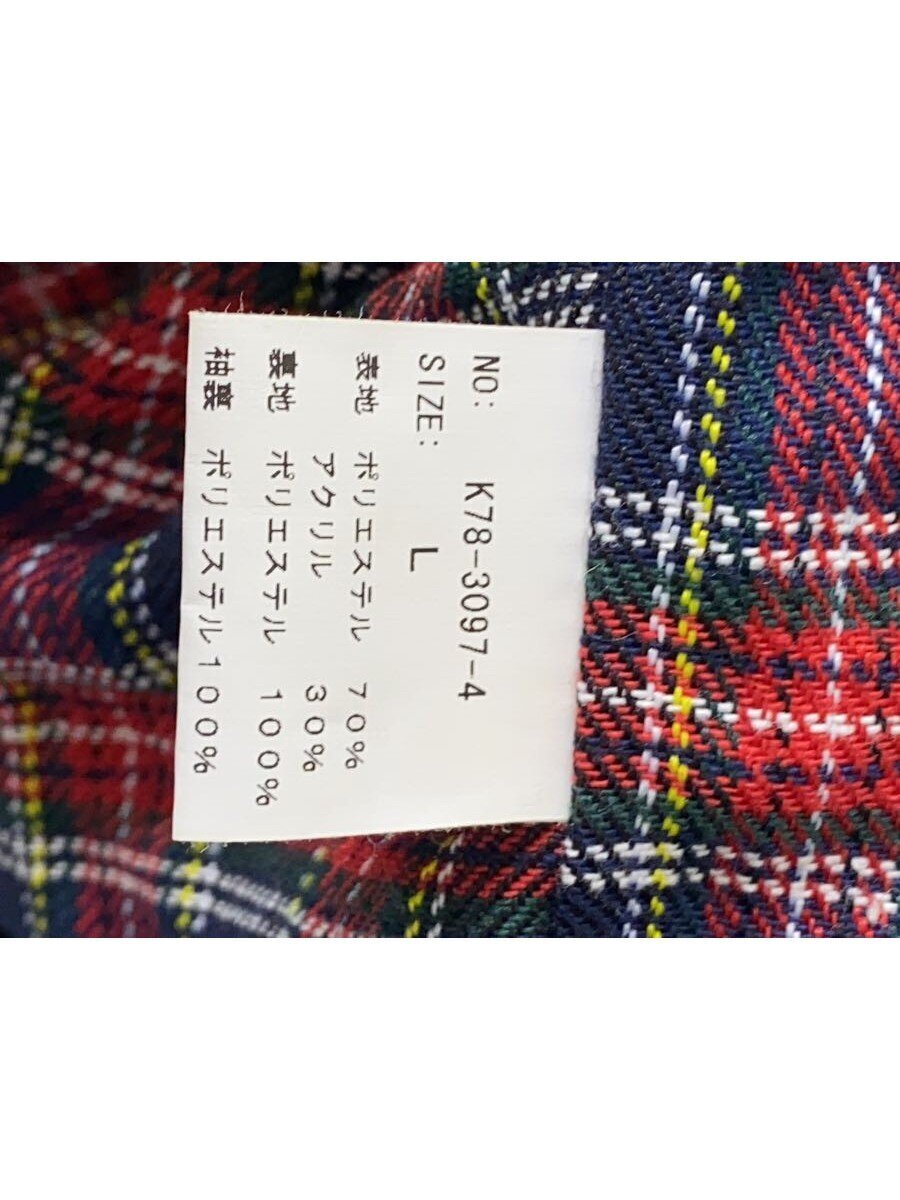 NO: K78-3097-4
SIZE: L
表地 ポリエステル 70%
アクリル 30%
裏地 ポリエステル 100%
袖裏 ポリエステル100%